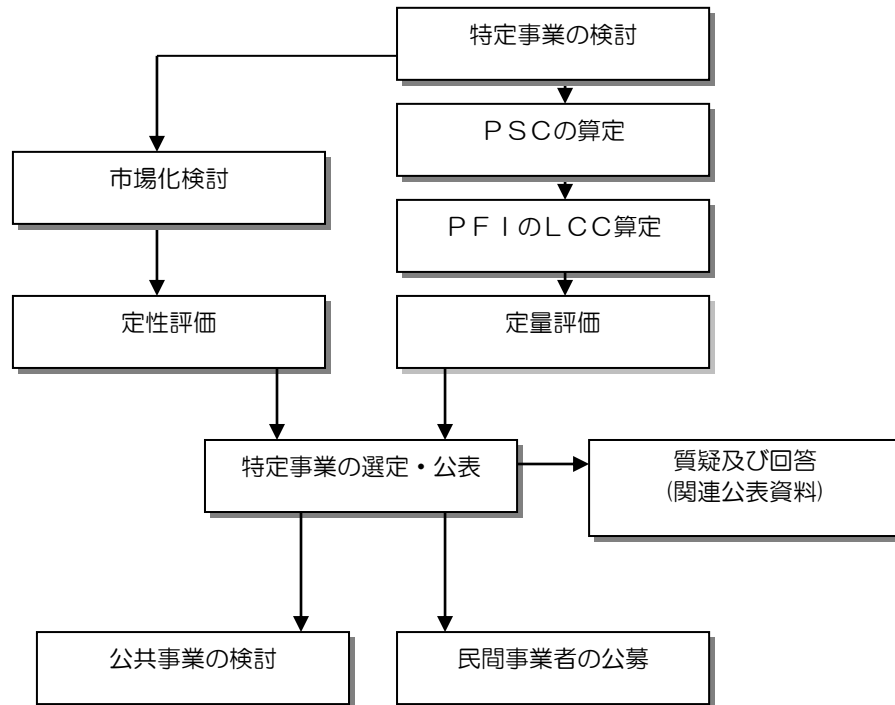 特定事業の検討
ＰＳＣの算定
市場化検討
ＰＦＩのＬＣＣ算定
定性評価
定量評価
特定事業の選定・公表
質疑及び回答
(関連公表資料)
公共事業の検討
民間事業者の公募